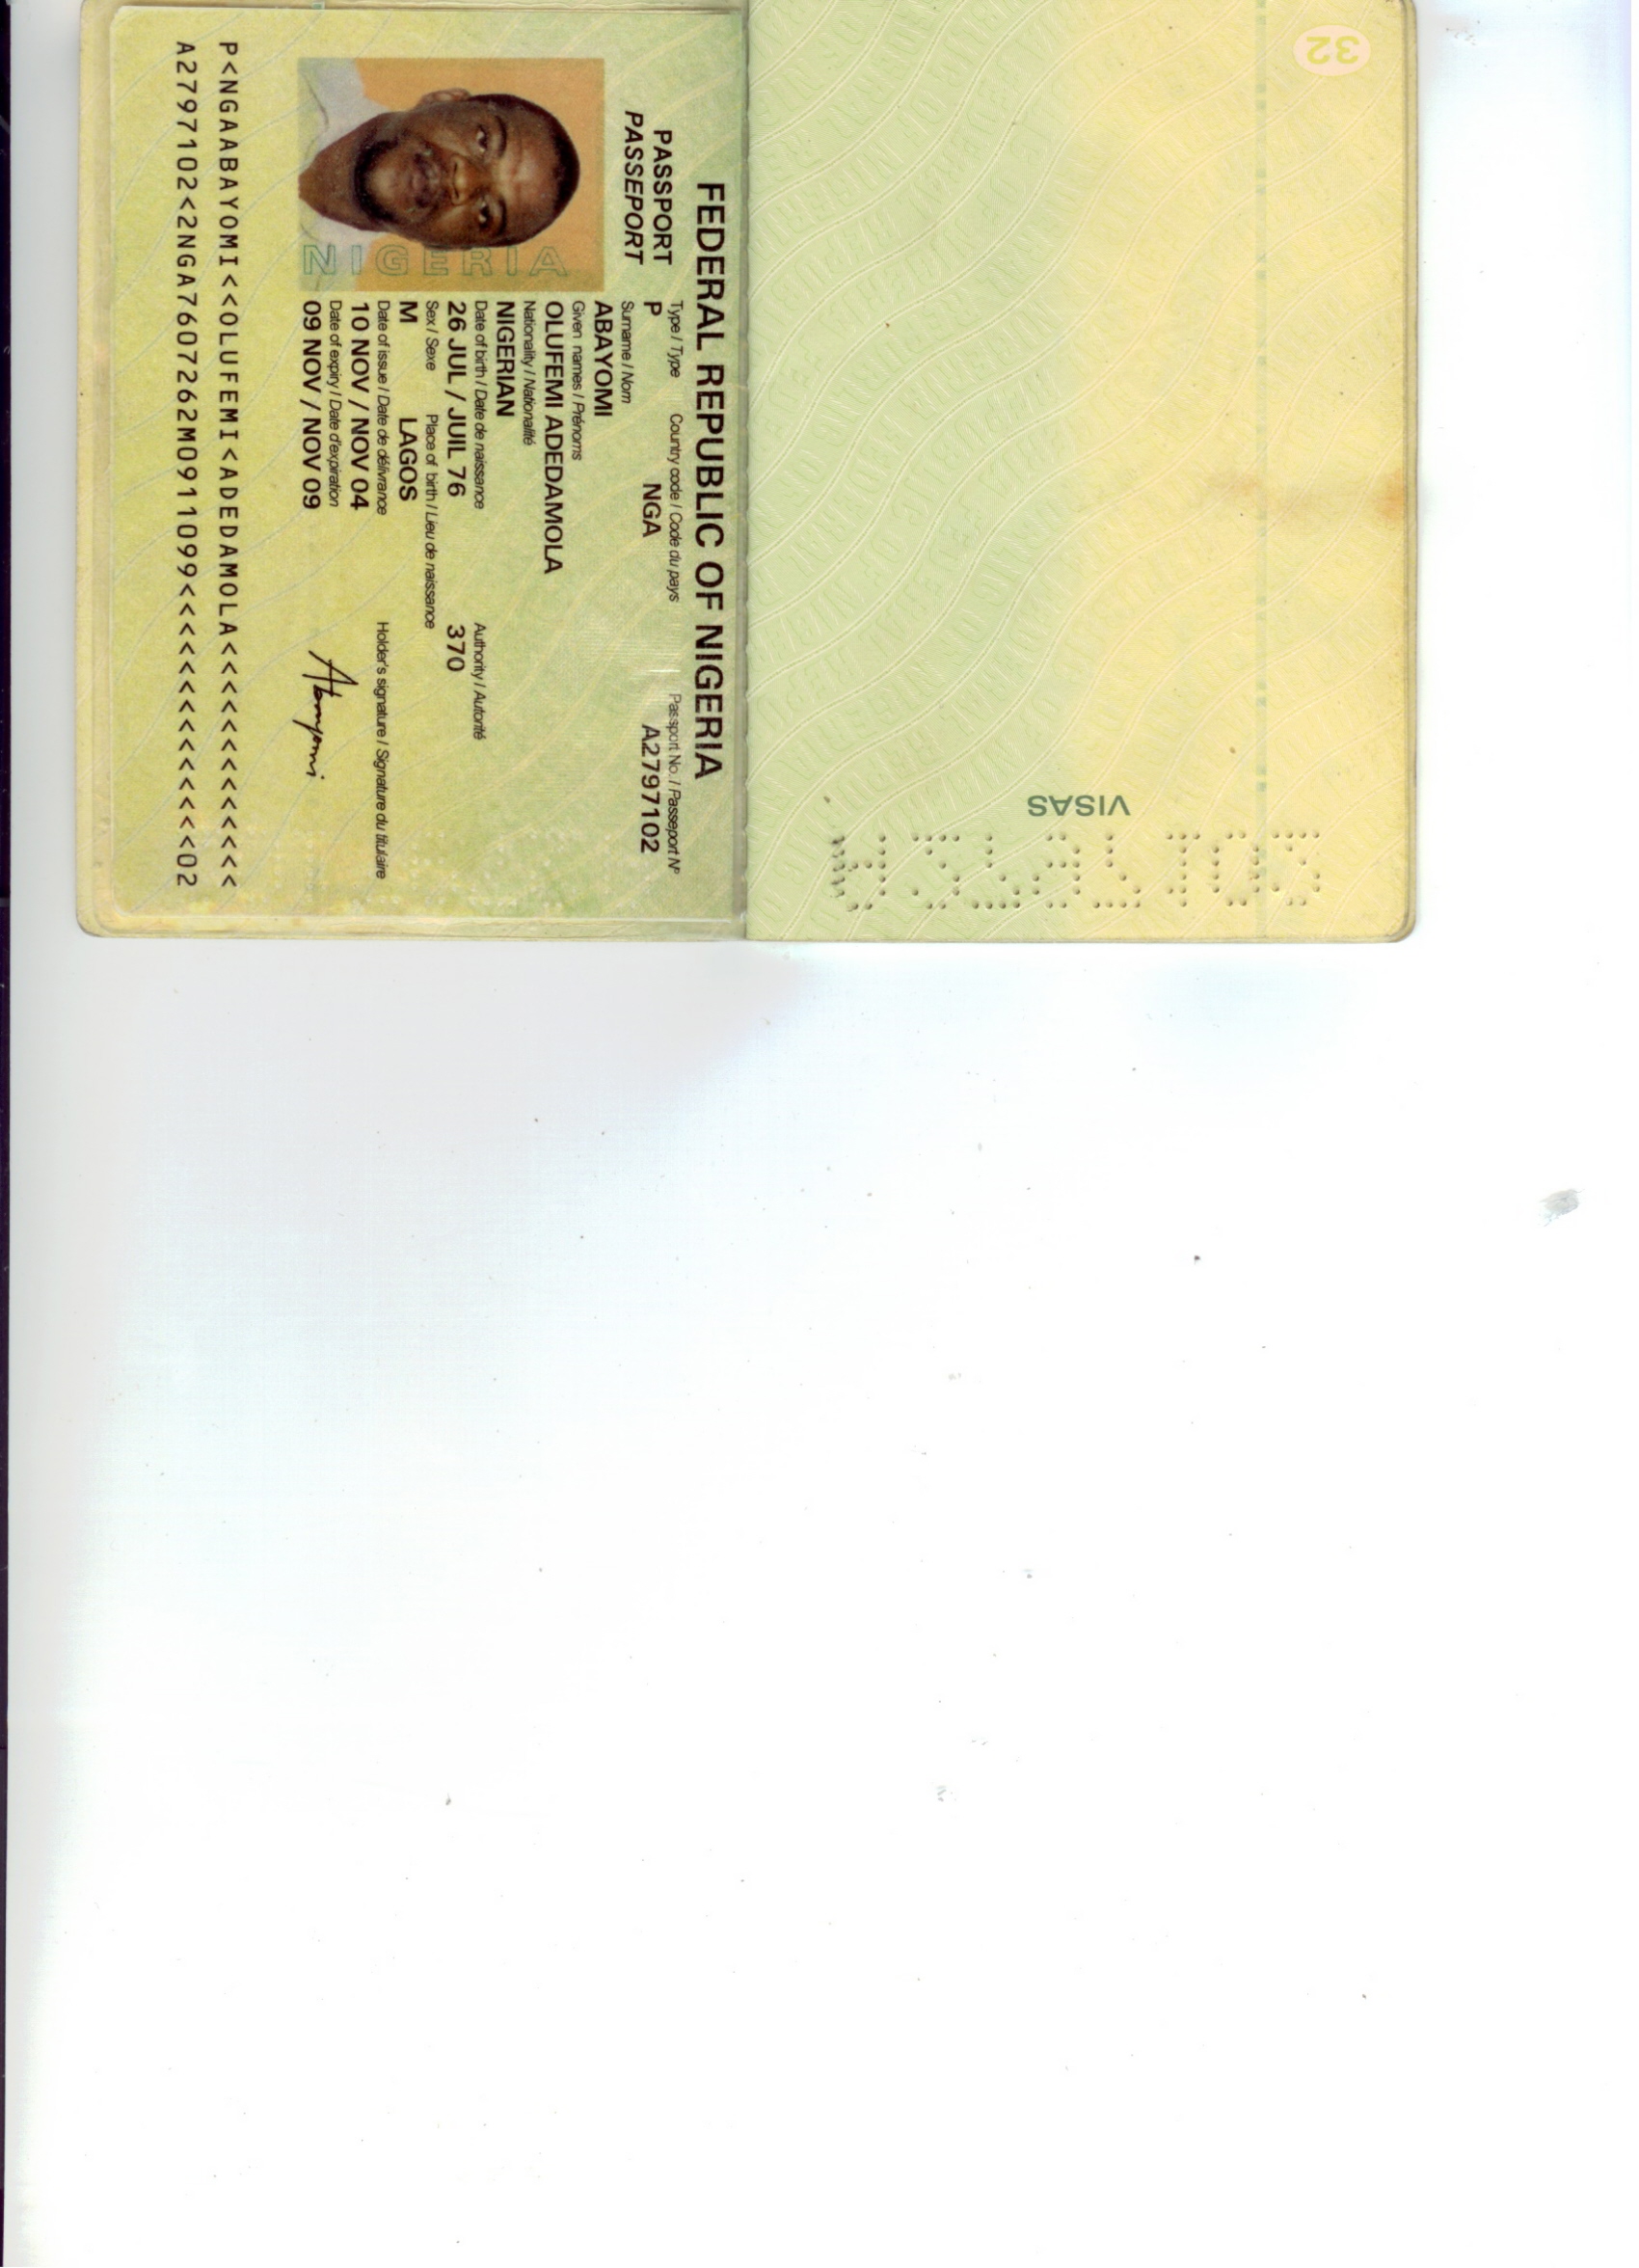 FEDERAL REPUBLIC OF NIGERIA
PASSPORT
PASSEPORT
Type / Type Country code / Code du pays Passport No. / Passeport N°
P NGA A2797102
Surname / Nom
ABAYOMI
Given names / Prénoms
OLUFEMI ADEDAMOLA
Nationality / Nationalité
NIGERIAN
Date of birth / Date de naissance Authority / Autorité
26 JUL / JUIL 76 370
Sex / Sexe Place of birth / Lieu de naissance
M LAGOS
Date of issue / Date de délivrance Holder's signature / Signature du titulaire
10 NOV / NOV 04
Date of expiry / Date d'expiration
09 NOV / NOV 09
Abayomi
NIGERIA
P<NGAABAYOMI<<OLUFEMI<ADEDAMOLA<<<<<<<<<<<<<
A2797102<2NGA7607262M0911099<<<<<<<<<<<<<<02
VISAS
32
A2797102